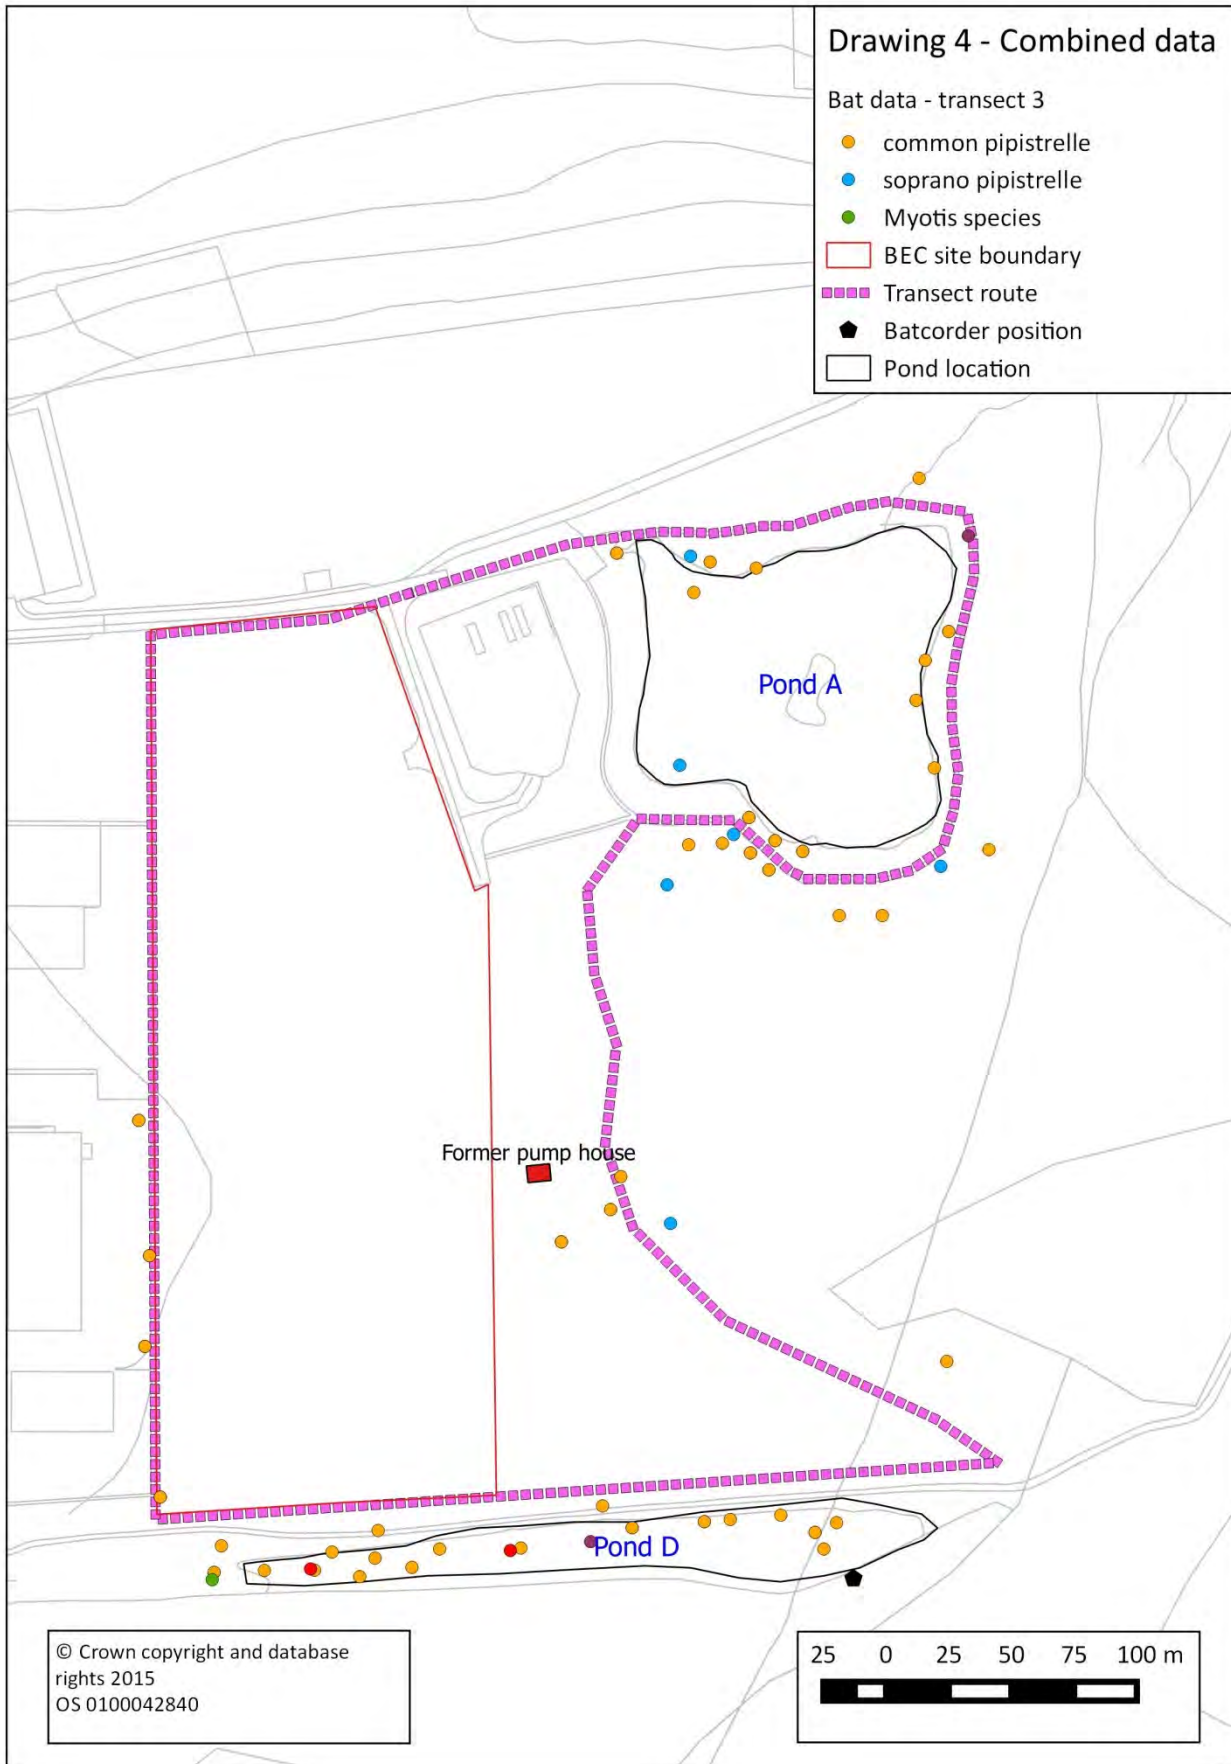 Drawing 4 - Combined data
Bat data - transect 3
common pipistrelle
soprano pipistrelle
Myotis species
BEC site boundary
Transect route
Batcorder position
Pond location
Pond A
Former pump house
Pond D
© Crown copyright and database
rights 2015
OS 0100042840
25 0 25 50 75 100 m